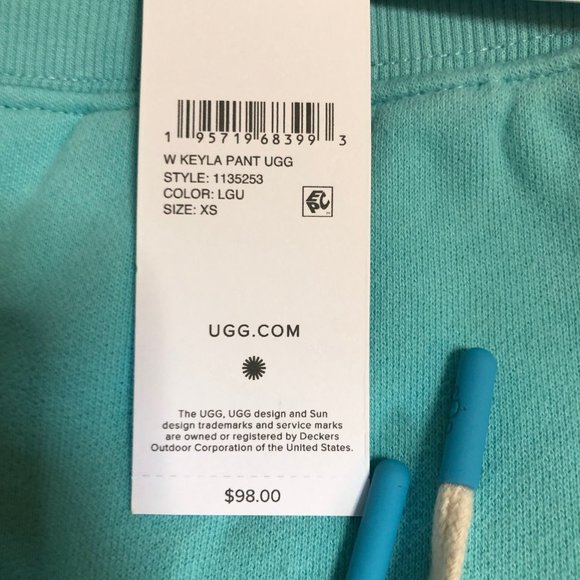 1 95719 68399 3
W KEYLA PANT UGG
STYLE: 1135253
COLOR: LGU
SIZE: XS
EPC
UGG.COM
The UGG, UGG design and Sun
design trademarks and service marks
are owned or registered by Deckers
Outdoor Corporation of the United States.
$98.00